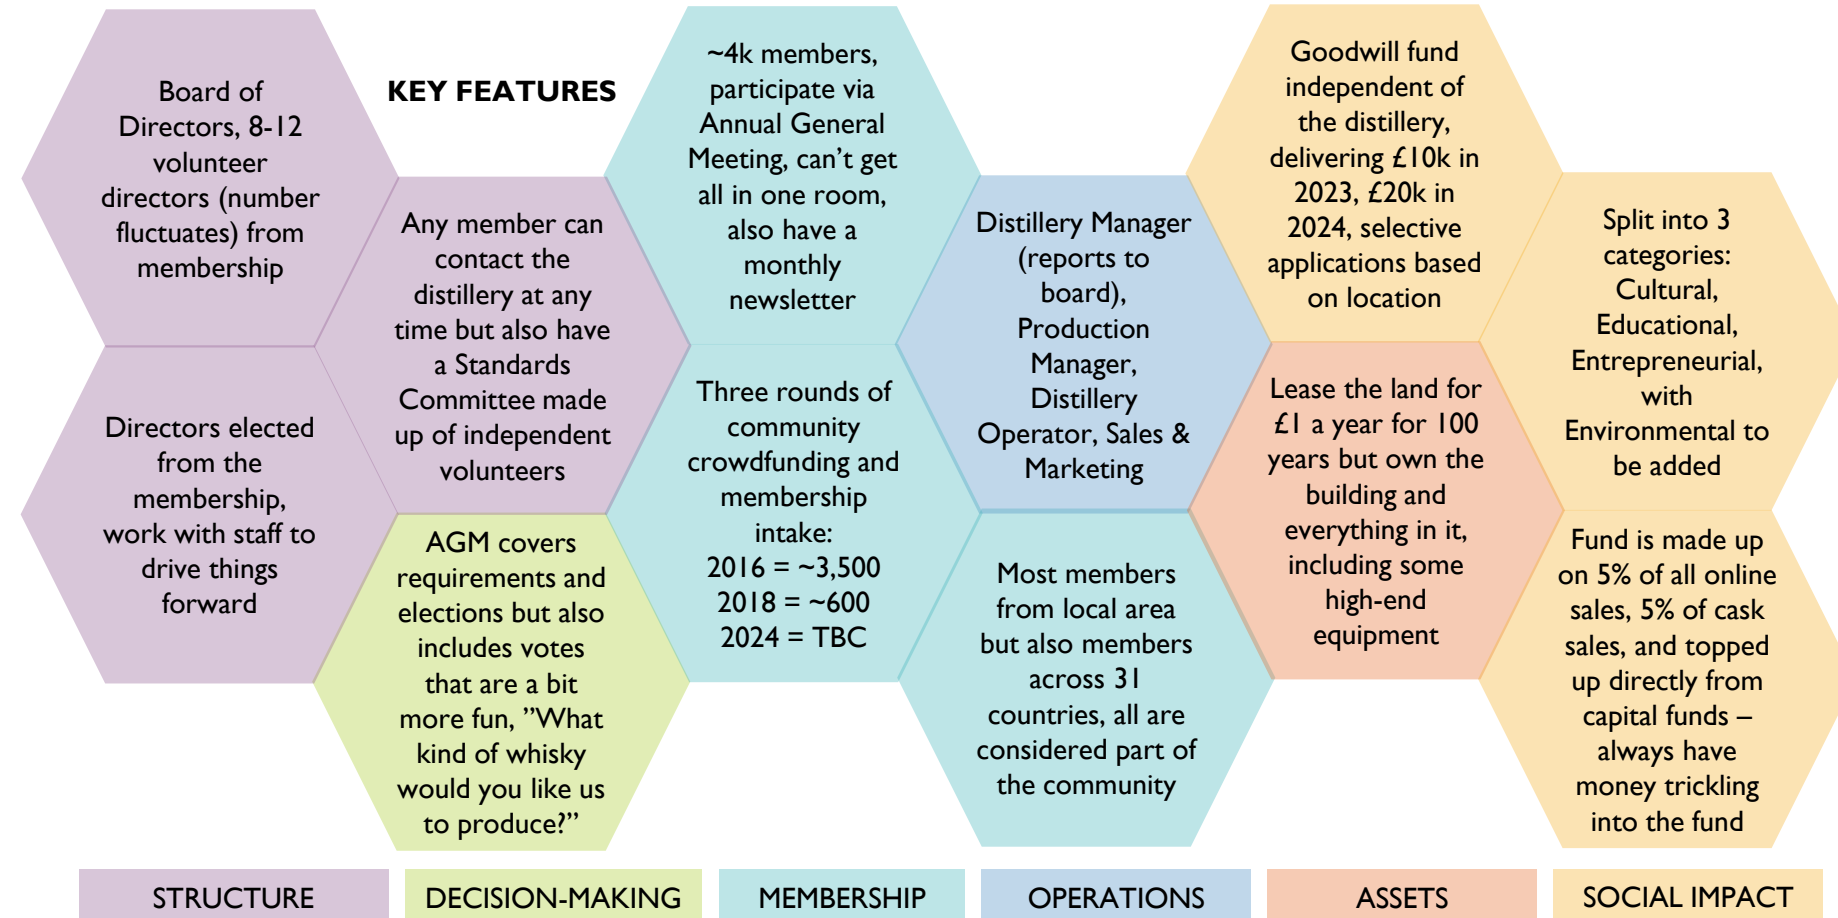 Board of
Directors, 8-12
volunteer
directors (number
fluctuates) from
membership
KEY FEATURES
~4k members,
participate via
Annual General
Meeting, can’t get
all in one room,
also have a
monthly
newsletter
Goodwill fund
independent of
the distillery,
delivering £10k in
2023, £20k in
2024, selective
applications based
on location
Any member can
contact the
distillery at any
time but also have
a Standards
Committee made
up of independent
volunteers
Distillery Manager
(reports to
board),
Production
Manager,
Distillery
Operator, Sales &
Marketing
Split into 3
categories:
Cultural,
Educational,
Entrepreneurial,
with
Environmental to
be added
Directors elected
from the
membership,
work with staff to
drive things
forward
Three rounds of
community
crowdfunding and
membership
intake:
2016 = ~3,500
2018 = ~600
2024 = TBC
Lease the land for
£1 a year for 100
years but own the
building and
everything in it,
including some
high-end
equipment
AGM covers
requirements and
elections but also
includes votes
that are a bit
more fun, ”What
kind of whisky
would you like us
to produce?”
Most members
from local area
but also members
across 31
countries, all are
considered part of
the community
Fund is made up
on 5% of all online
sales, 5% of cask
sales, and topped
up directly from
capital funds –
always have
money trickling
into the fund
STRUCTURE
DECISION-MAKING
MEMBERSHIP
OPERATIONS
ASSETS
SOCIAL IMPACT